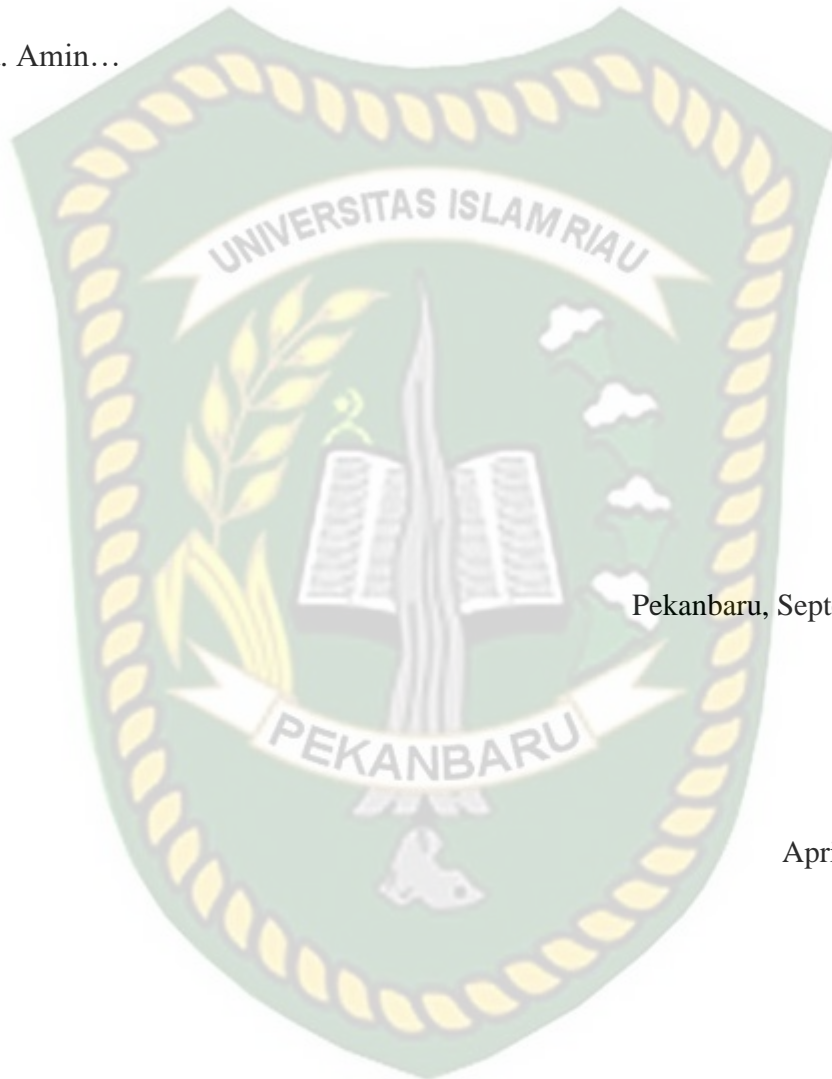 . Amin…
UNIVERSITAS ISLAM RIAU
Pekanbaru, Sept
PEKANBARU
Apri